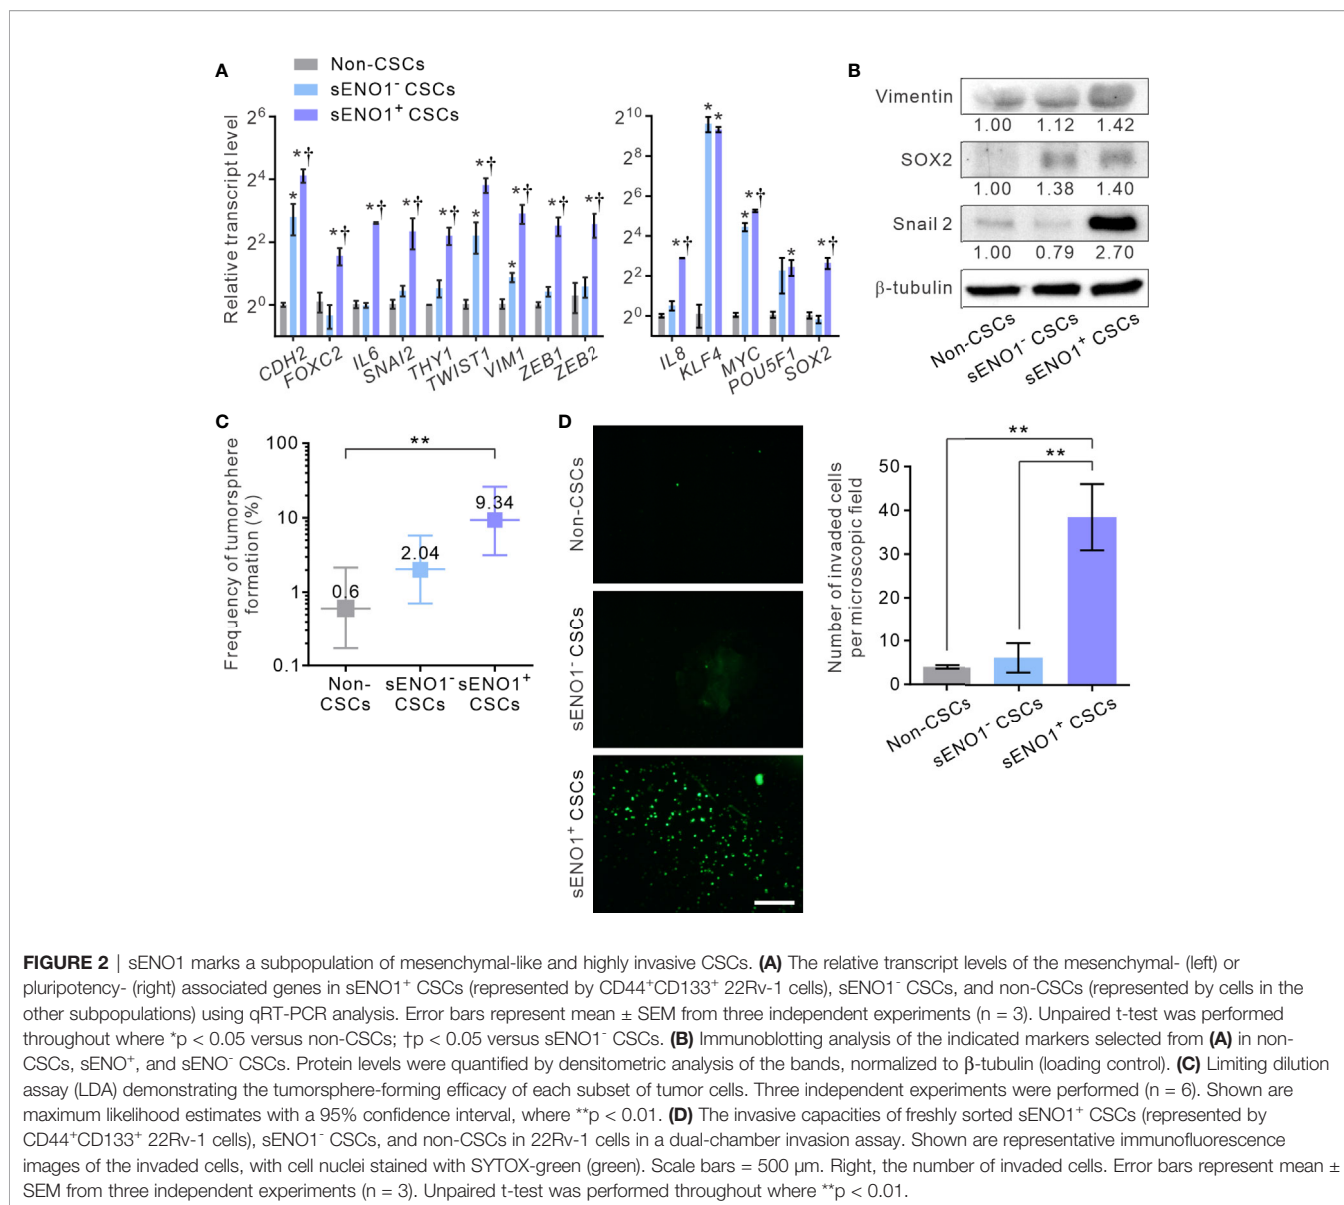 A
Non-CSCs
sENO1⁻ CSCs
sENO1⁺ CSCs
Relative transcript level
2⁶
2⁴
2²
2⁰
* *† *† *† *† *† * *† * *† *† *†
CDH2 FOXC2 IL6 SNAI2 THY1 TWIST1 VIM1 ZEB1 ZEB2
2¹⁰
2⁸
2⁶
2⁴
2²
2⁰
*† * * * *† * *†
IL8 KLF4 MYC POU5F1 SOX2
B
Vimentin
1.00 1.12 1.42
SOX2
1.00 1.38 1.40
Snail 2
1.00 0.79 2.70
β-tubulin
Non-CSCs sENO1⁻ CSCs sENO1⁺ CSCs
C
Frequency of tumorsphere
formation (%)
100
10
1
0.1
**
0.6
2.04
9.34
Non- sENO1⁻ sENO1⁺
CSCs CSCs CSCs
D
Non-CSCs
sENO1⁻ CSCs
sENO1⁺ CSCs
Number of invaded cells
per microscopic field
50
40
30
20
10
0
**
**
Non-CSCs sENO1⁻ CSCs sENO1⁺ CSCs
FIGURE 2 | sENO1 marks a subpopulation of mesenchymal-like and highly invasive CSCs. (A) The relative transcript levels of the mesenchymal- (left) or
pluripotency- (right) associated genes in sENO1⁺ CSCs (represented by CD44⁺CD133⁺ 22Rv-1 cells), sENO1⁻ CSCs, and non-CSCs (represented by cells in the
other subpopulations) using qRT-PCR analysis. Error bars represent mean ± SEM from three independent experiments (n = 3). Unpaired t-test was performed
throughout where *p < 0.05 versus non-CSCs; †p < 0.05 versus sENO1⁻ CSCs. (B) Immunoblotting analysis of the indicated markers selected from (A) in non-
CSCs, sENO⁺, and sENO⁻ CSCs. Protein levels were quantified by densitometric analysis of the bands, normalized to β-tubulin (loading control). (C) Limiting dilution
assay (LDA) demonstrating the tumorsphere-forming efficacy of each subset of tumor cells. Three independent experiments were performed (n = 6). Shown are
maximum likelihood estimates with a 95% confidence interval, where **p < 0.01. (D) The invasive capacities of freshly sorted sENO1⁺ CSCs (represented by
CD44⁺CD133⁺ 22Rv-1 cells), sENO1⁻ CSCs, and non-CSCs in 22Rv-1 cells in a dual-chamber invasion assay. Shown are representative immunofluorescence
images of the invaded cells, with cell nuclei stained with SYTOX-green (green). Scale bars = 500 µm. Right, the number of invaded cells. Error bars represent mean ±
SEM from three independent experiments (n = 3). Unpaired t-test was performed throughout where **p < 0.01.